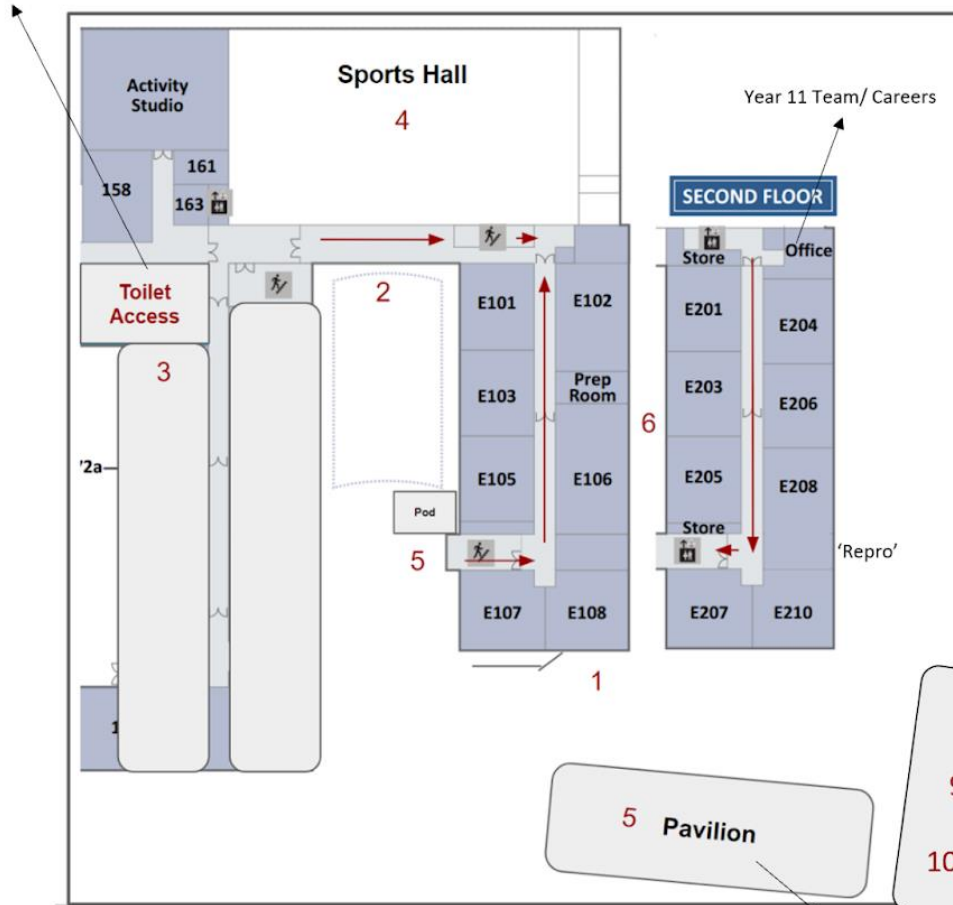 Sports Hall
4
Activity
Studio
161
158
163
Year 11 Team/ Careers
SECOND FLOOR
Store
Office
Toilet
Access
2
3
E101
E102
E103
Prep
Room
E105
E106
Pod
5
E107
E108
1
E201
E204
E203
E206
6
E205
E208
Store
'Repro'
E207
E210
'2a
5 Pavilion
10